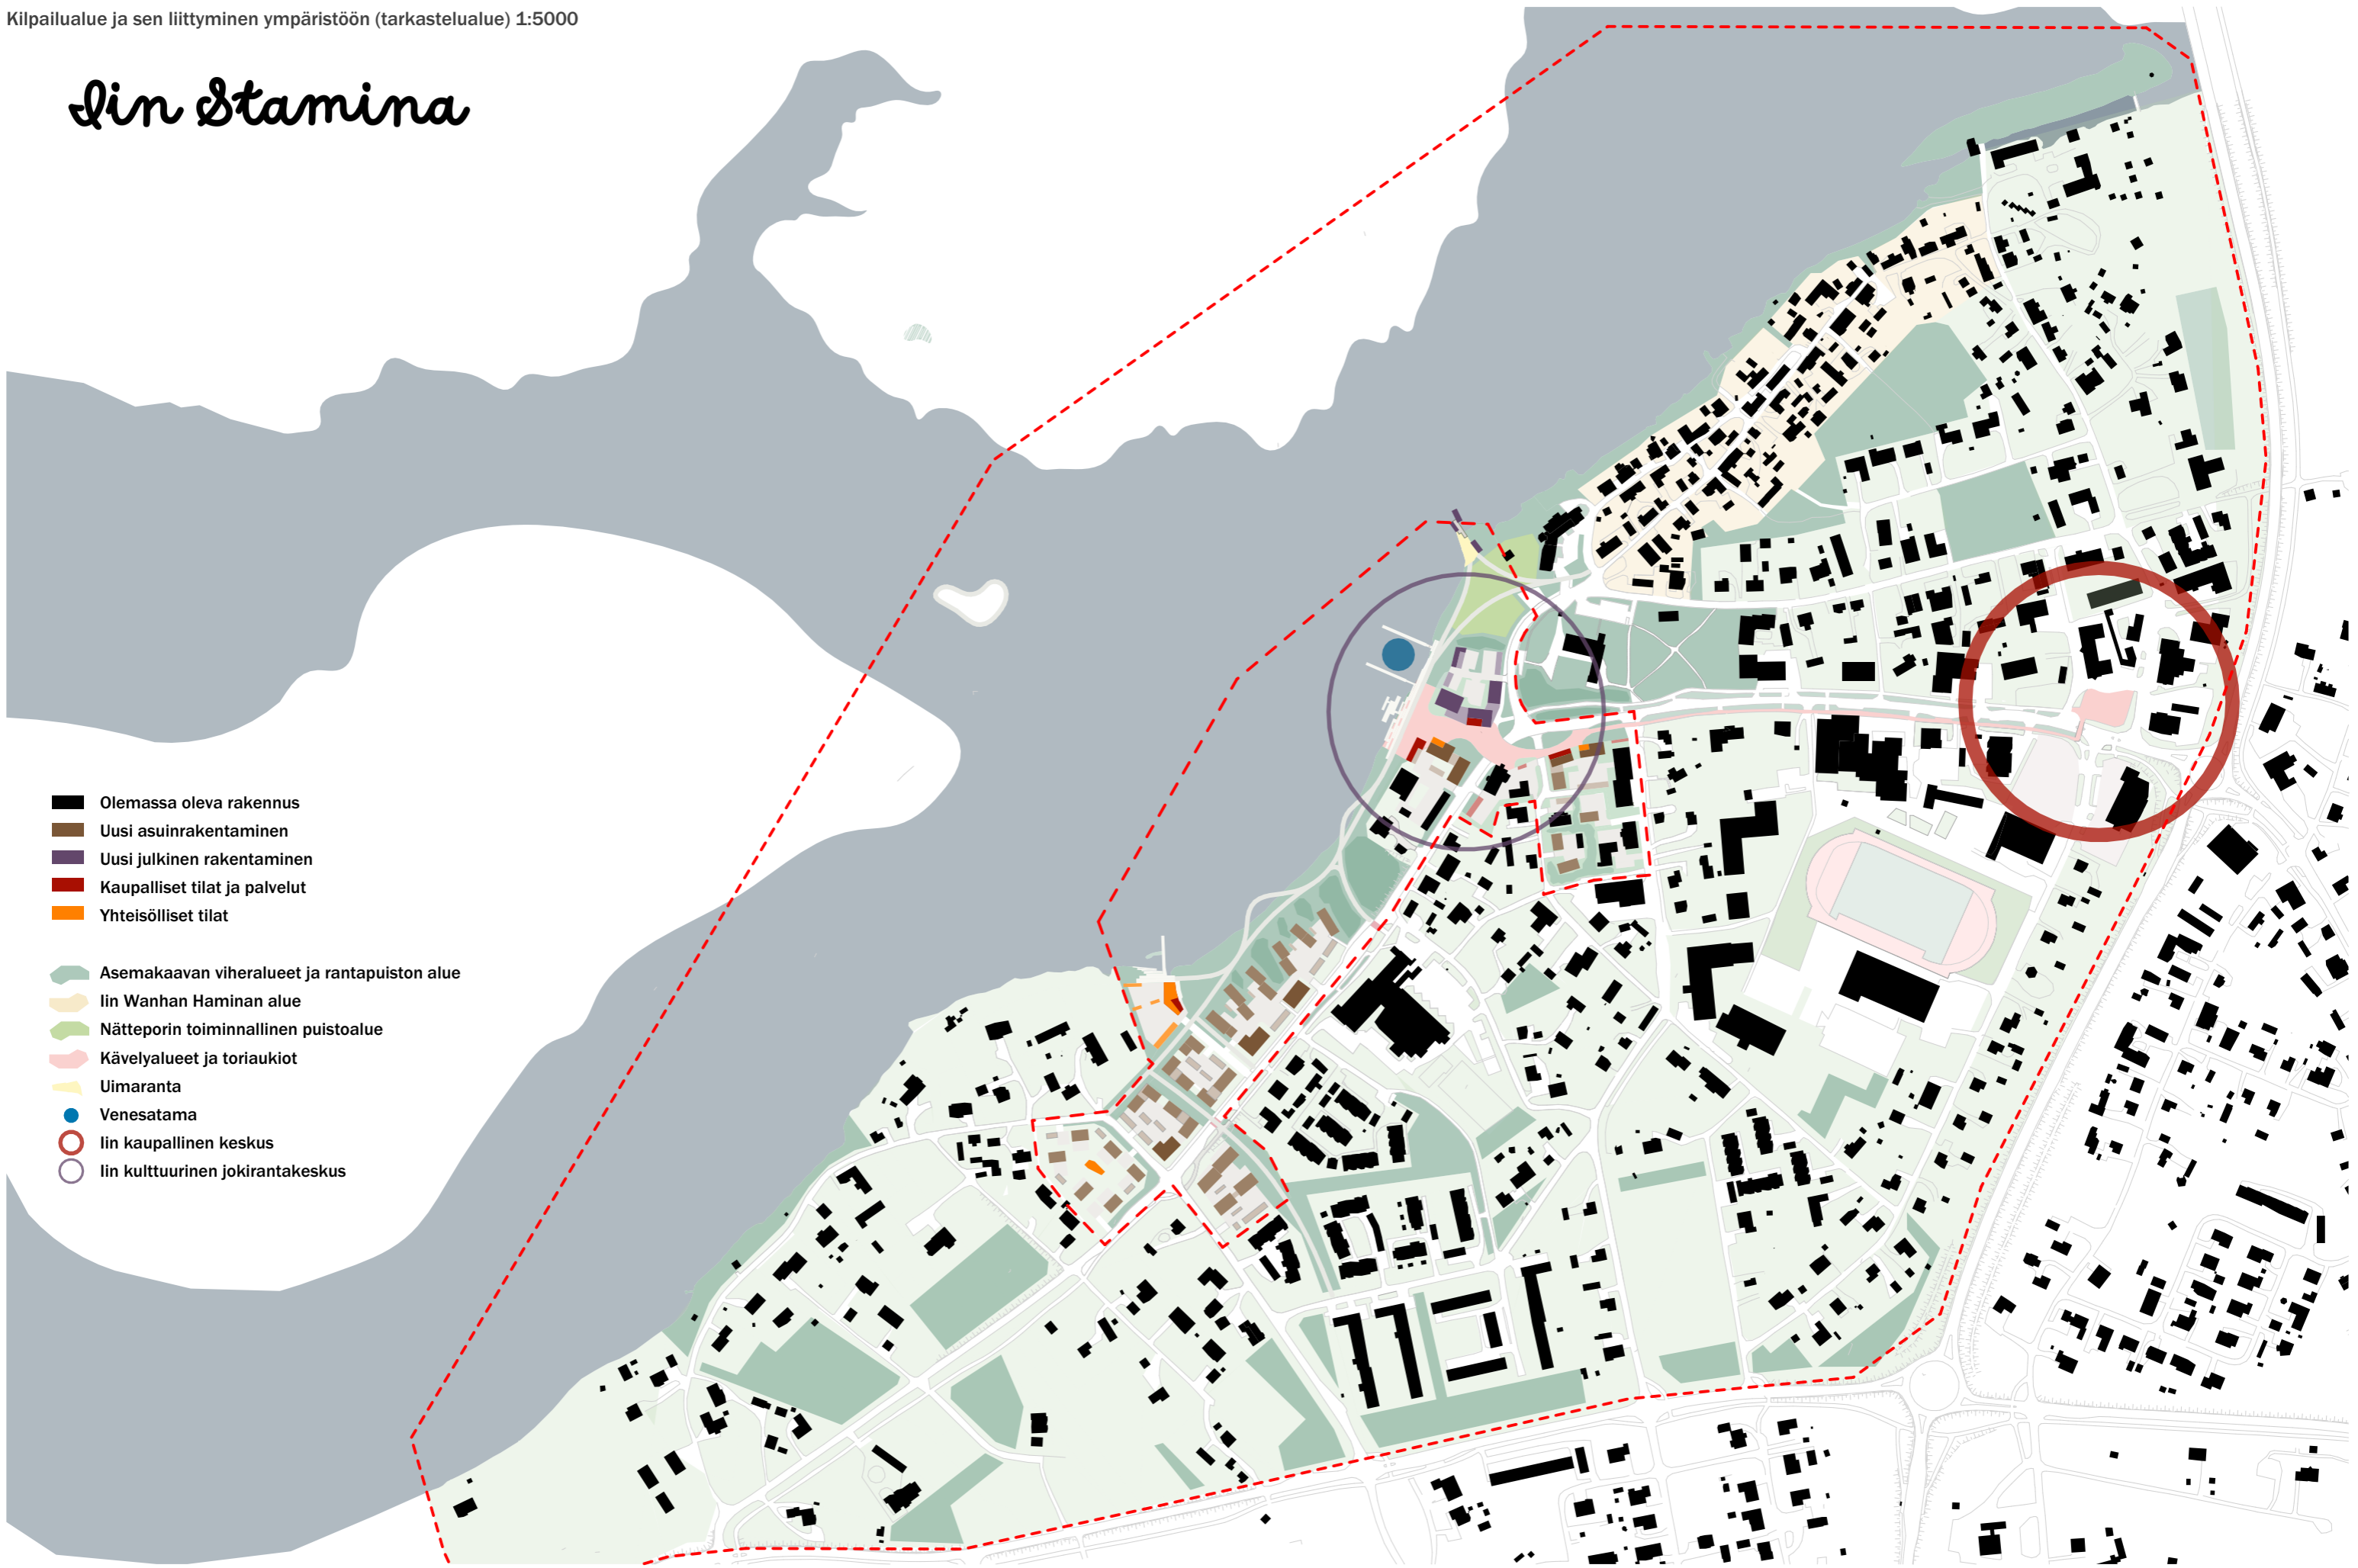 Kilpailualue ja sen liittyminen ympäristöön (tarkastelualue) 1:5000
Iin Stamina
Olemassa oleva rakennus
Uusi asuinrakentaminen
Uusi julkinen rakentaminen
Kaupalliset tilat ja palvelut
Yhteisölliset tilat
Asemakaavan viheralueet ja rantapuiston alue
Iin Wanhan Haminan alue
Nätteporin toiminnallinen puistoalue
Kävelyalueet ja toriaukiot
Uimaranta
Venesatama
Iin kaupallinen keskus
Iin kulttuurinen jokirantakeskus